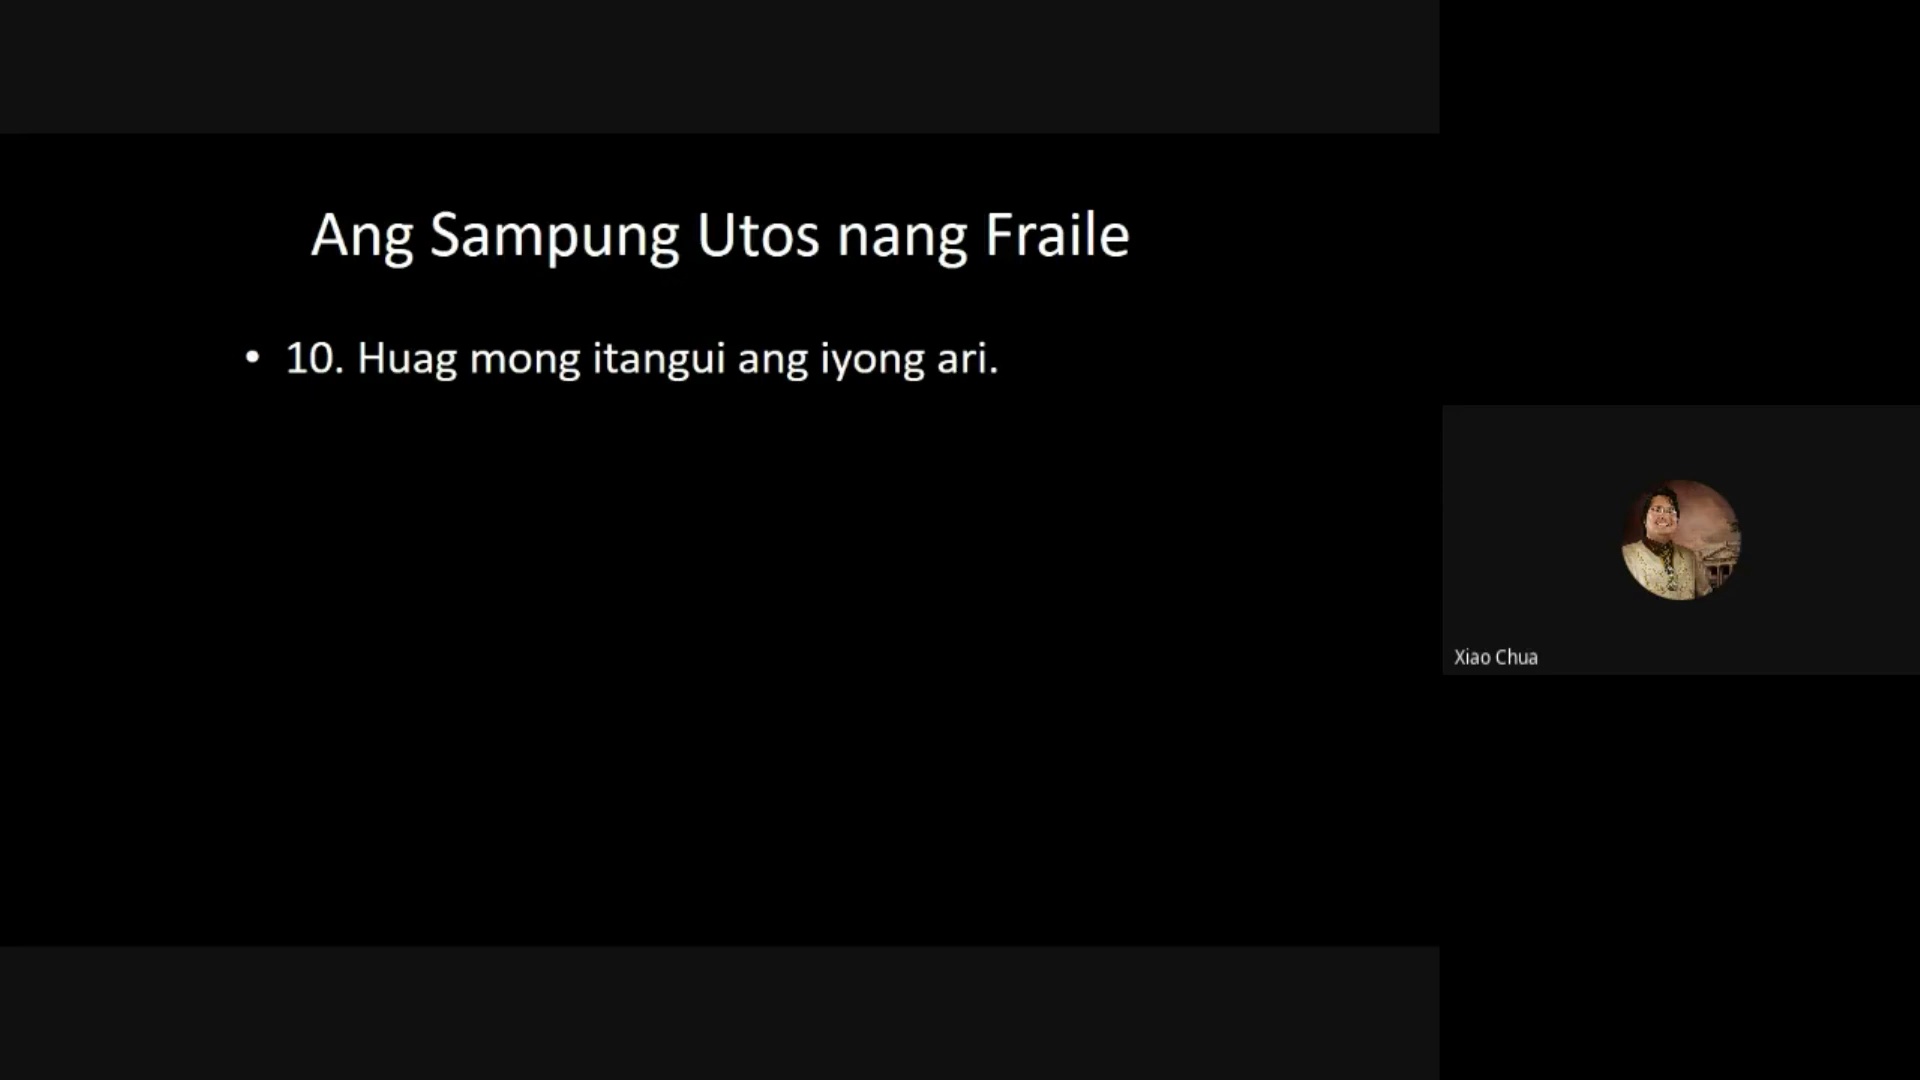 Ang Sampung Utos nang Fraile
• 10. Huag mong itangui ang iyong ari.
Xiao Chua